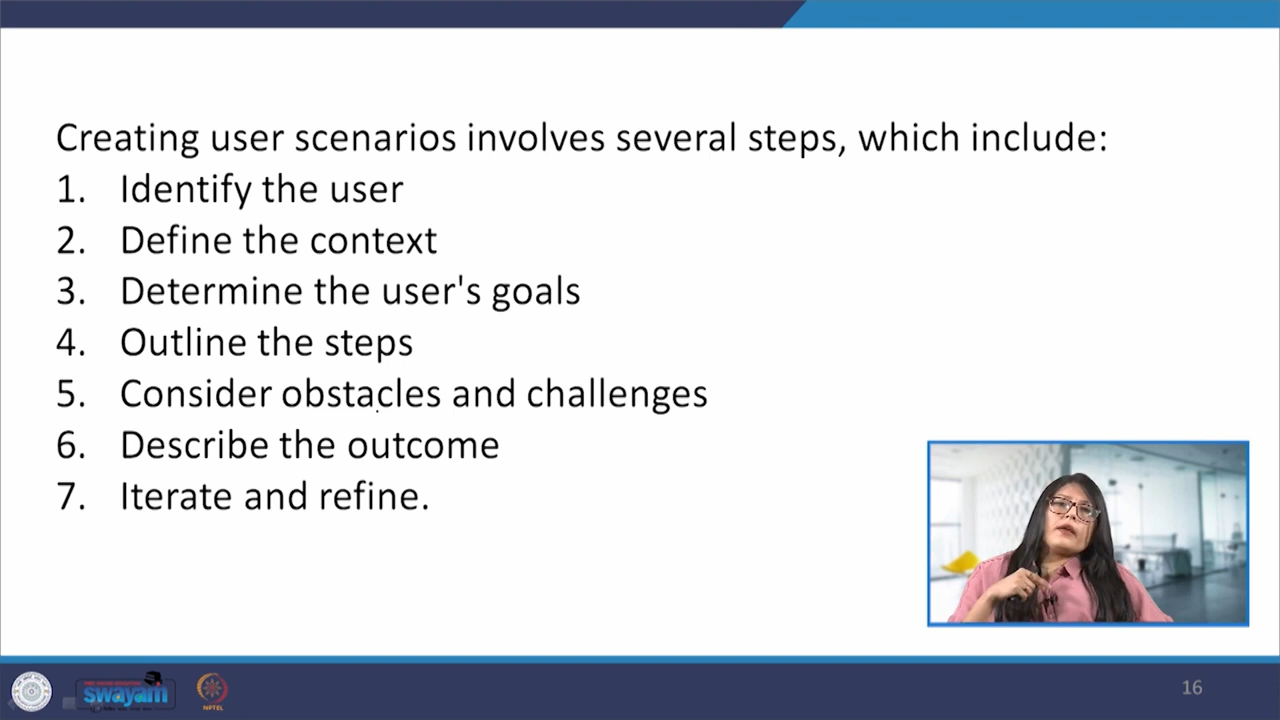 Creating user scenarios involves several steps, which include:
1. Identify the user
2. Define the context
3. Determine the user's goals
4. Outline the steps
5. Consider obstacles and challenges
6. Describe the outcome
7. Iterate and refine.
swayam
NPTEL
16